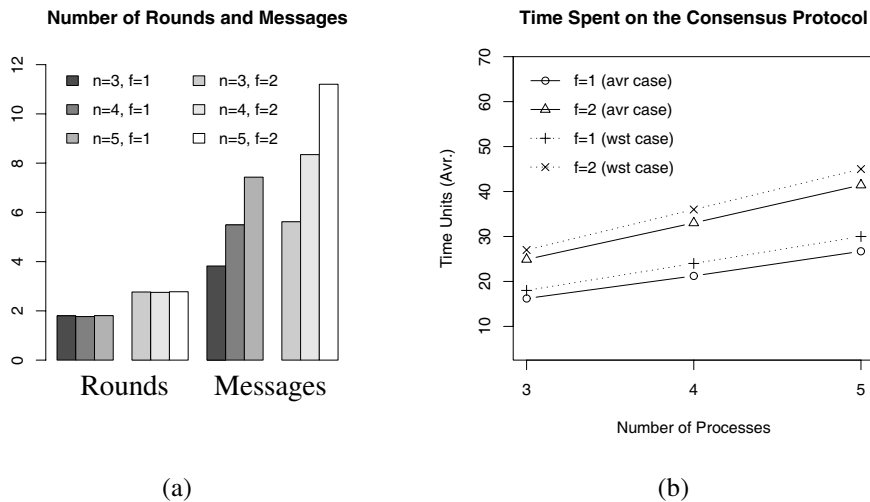 Number of Rounds and Messages
12
10
8
6
4
2
0
n=3, f=1
n=4, f=1
n=5, f=1
n=3, f=2
n=4, f=2
n=5, f=2
Rounds
Messages
(a)
Time Spent on the Consensus Protocol
Time Units (Avr.)
70
60
50
40
30
20
10
f=1 (avr case)
f=2 (avr case)
f=1 (wst case)
f=2 (wst case)
3
4
5
Number of Processes
(b)